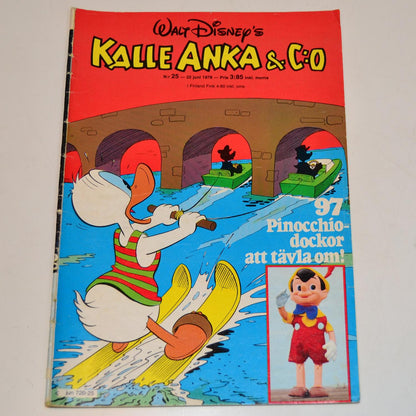 WALT DISNEY'S
KALLE ANKA & C:O
Nr 25 — 22 juni 1979 — Pris 3:85 inkl. moms
I Finland Pris 4:60 inkl. oms
97
Pinocchio-
dockor
att tävla om!